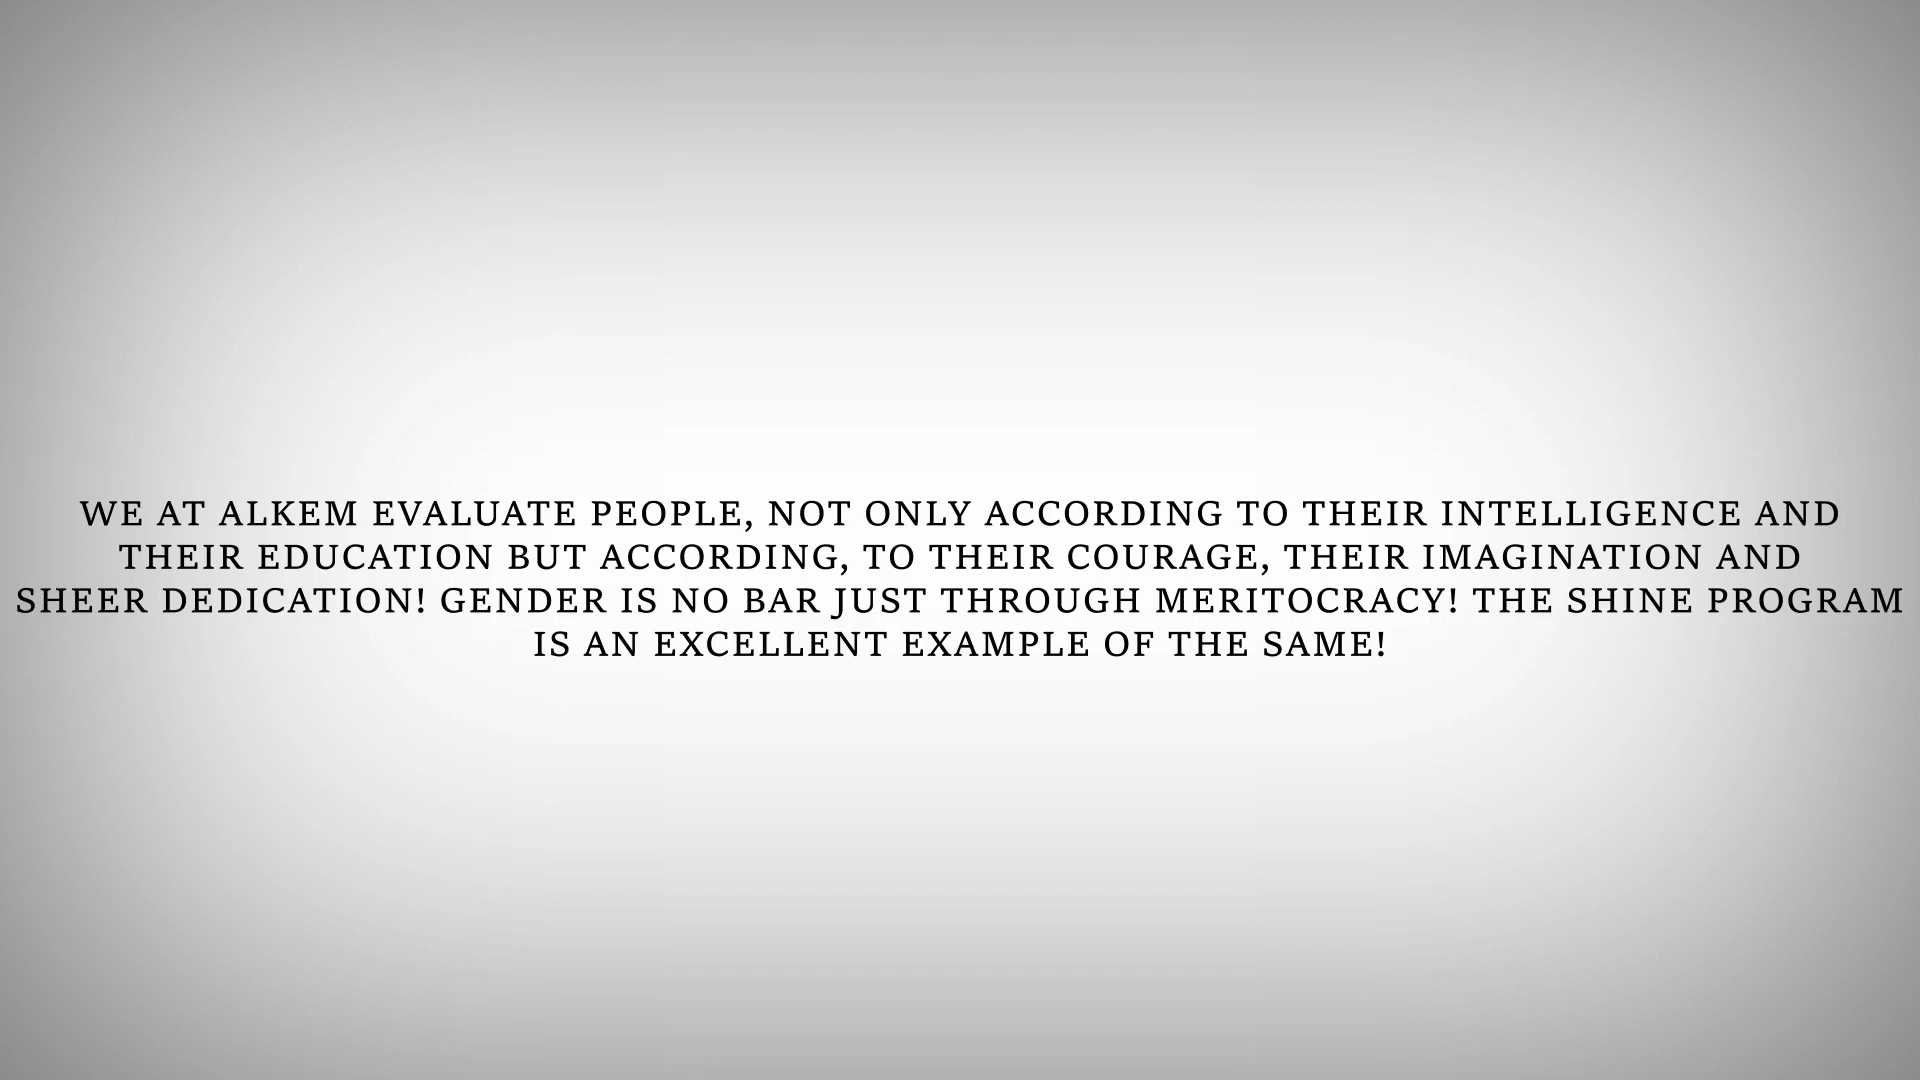 WE AT ALKEM EVALUATE PEOPLE, NOT ONLY ACCORDING TO THEIR INTELLIGENCE AND
THEIR EDUCATION BUT ACCORDING, TO THEIR COURAGE, THEIR IMAGINATION AND
SHEER DEDICATION! GENDER IS NO BAR JUST THROUGH MERITOCRACY! THE SHINE PROGRAM
IS AN EXCELLENT EXAMPLE OF THE SAME!